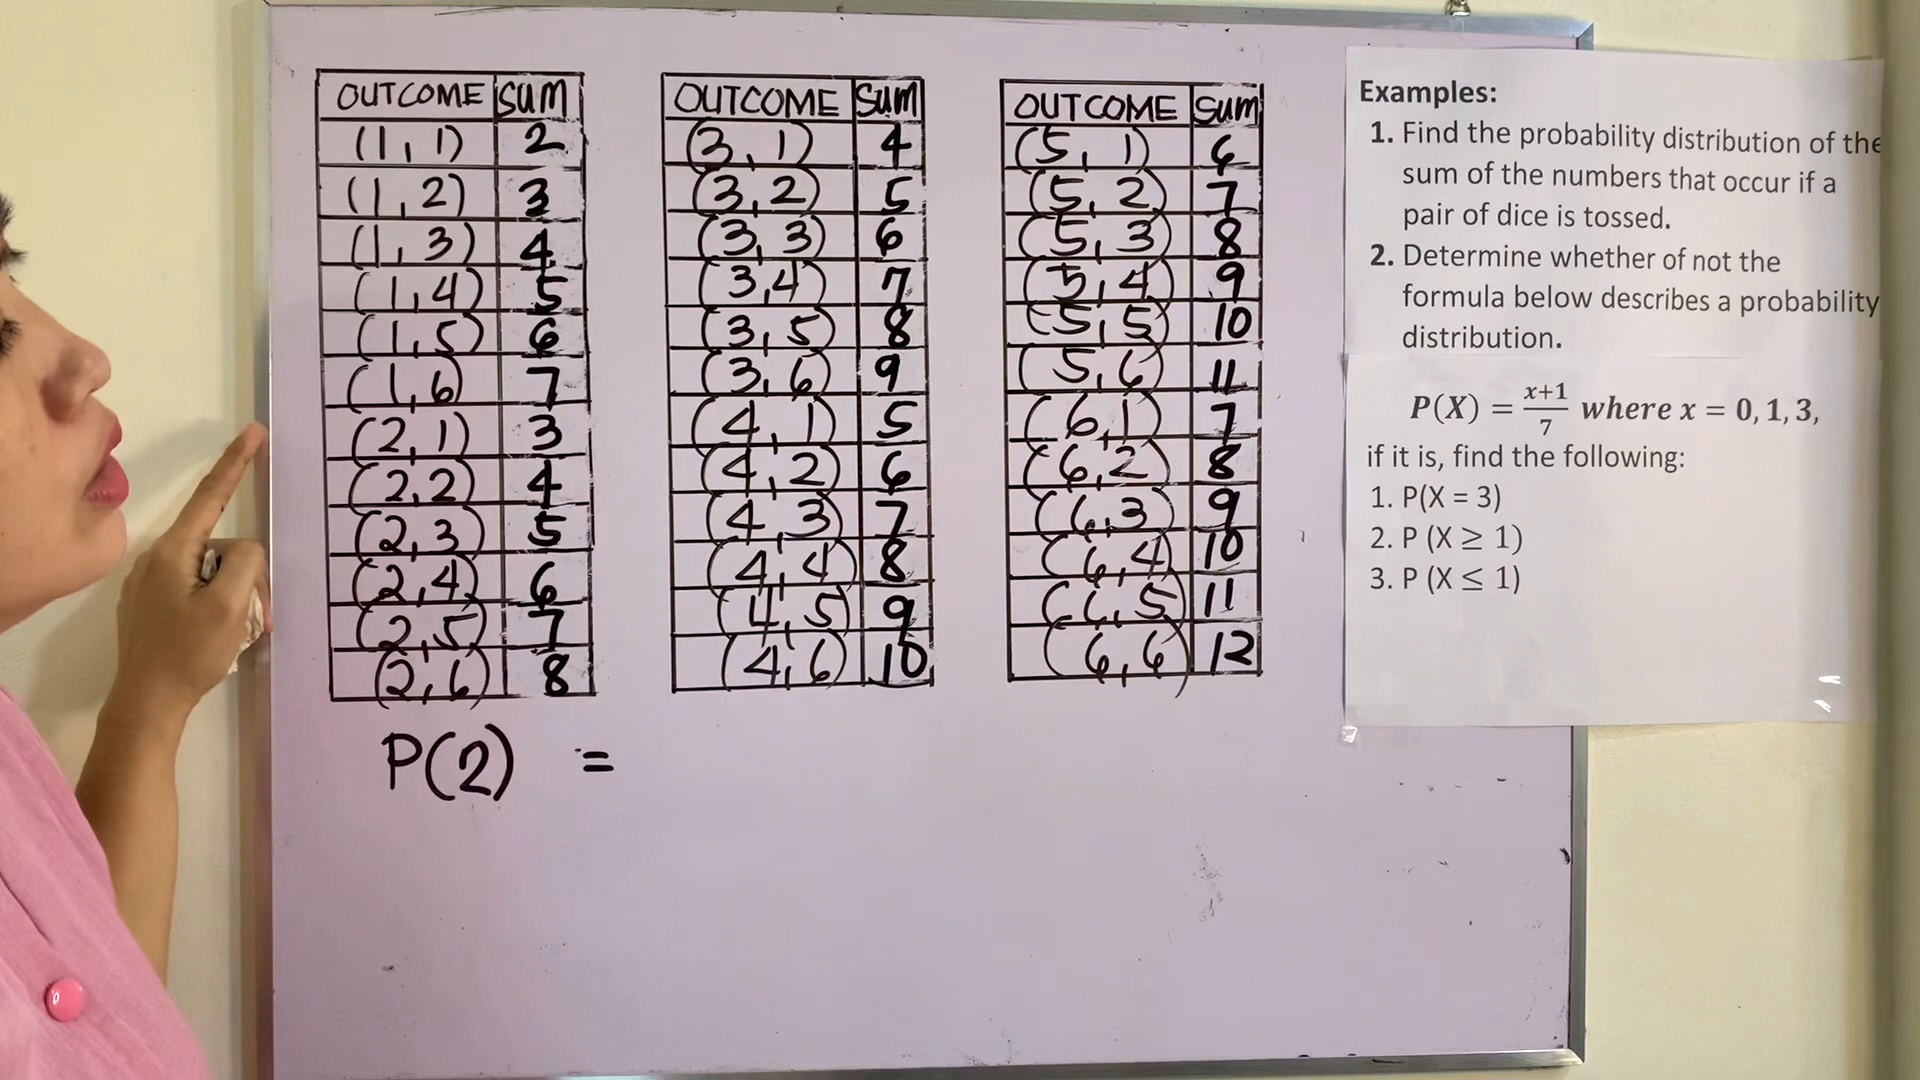 OUTCOME SUM
(1, 1) 2
(1, 2) 3
(1, 3) 4
(1, 4) 5
(1, 5) 6
(1, 6) 7
(2, 1) 3
(2, 2) 4
(2, 3) 5
(2, 4) 6
(2, 5) 7
(2, 6) 8
OUTCOME SUM
(3, 1) 4
(3, 2) 5
(3, 3) 6
(3, 4) 7
(3, 5) 8
(3, 6) 9
(4, 1) 5
(4, 2) 6
(4, 3) 7
(4, 4) 8
(4, 5) 9
(4, 6) 10
OUTCOME SUM
(5, 1) 6
(5, 2) 7
(5, 3) 8
(5, 4) 9
(5, 5) 10
(5, 6) 11
(6, 1) 7
(6, 2) 8
(6, 3) 9
(6, 4) 10
(6, 5) 11
(6, 6) 12
P(2) =
Examples:
1. Find the probability distribution of the
sum of the numbers that occur if a
pair of dice is tossed.
2. Determine whether of not the
formula below describes a probability
distribution.
P(X) = x+1/7 where x = 0, 1, 3,
if it is, find the following:
1. P(X = 3)
2. P (X ≥ 1)
3. P (X ≤ 1)